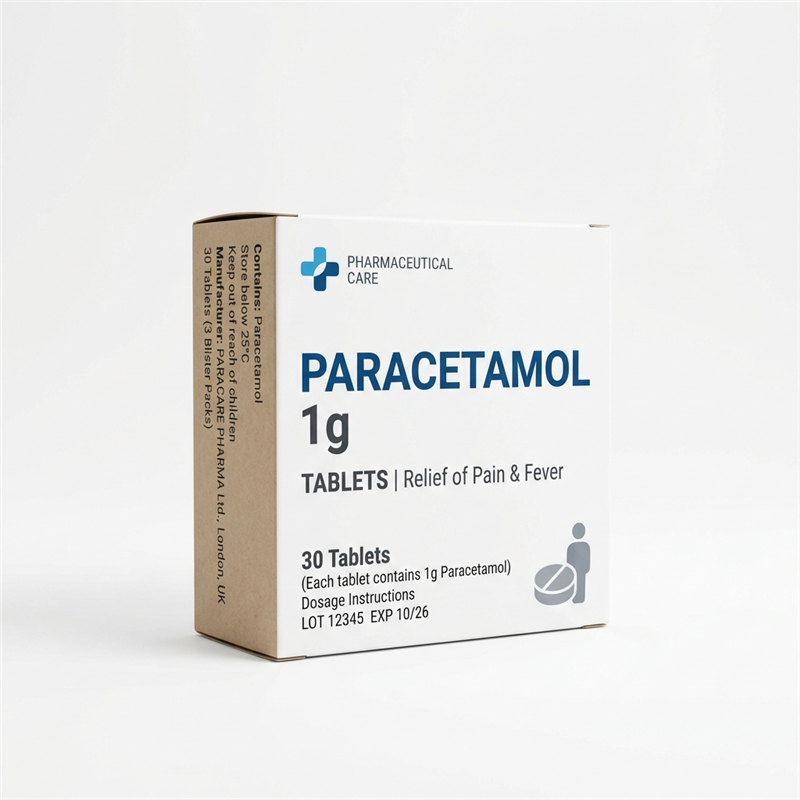 PHARMACEUTICAL
CARE
PARACETAMOL
1g
TABLETS | Relief of Pain & Fever
30 Tablets
(Each tablet contains 1g Paracetamol)
Dosage Instructions
LOT 12345 EXP 10/26
Contains: Paracetamol
Store below 25°C
Keep out of reach of children
Manufacturer: PARACARE PHARMA Ltd., London, UK
30 Tablets (3 Blister Packs)